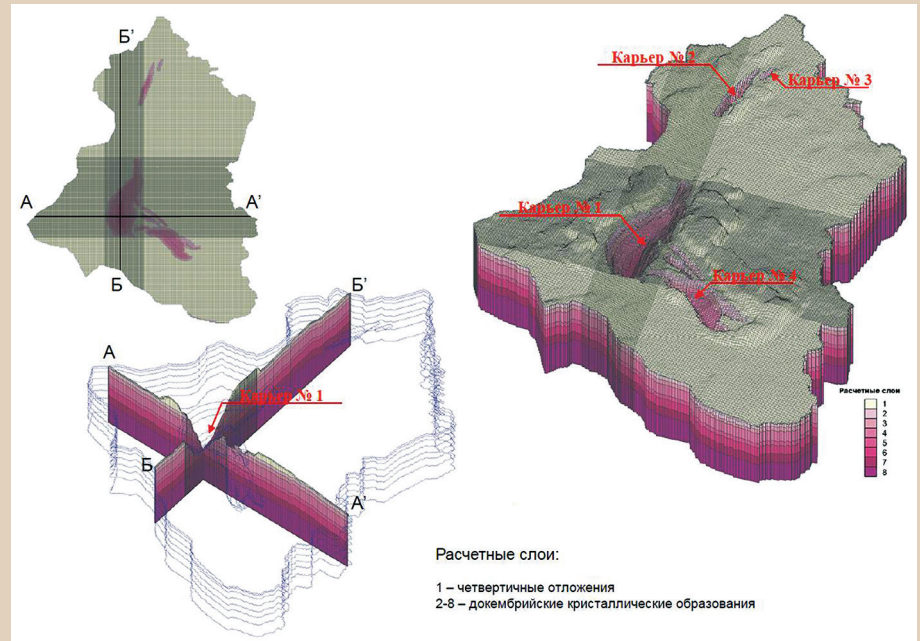 Б’
А
А’
Б
Б’
А
Карьер № 1
Б
А’
Карьер № 2
Карьер № 3
Карьер № 1
Карьер № 4
Расчетные слои
1
2
3
4
5
6
7
8
Расчетные слои:
1 – четвертичные отложения
2-8 – докембрийские кристаллические образования